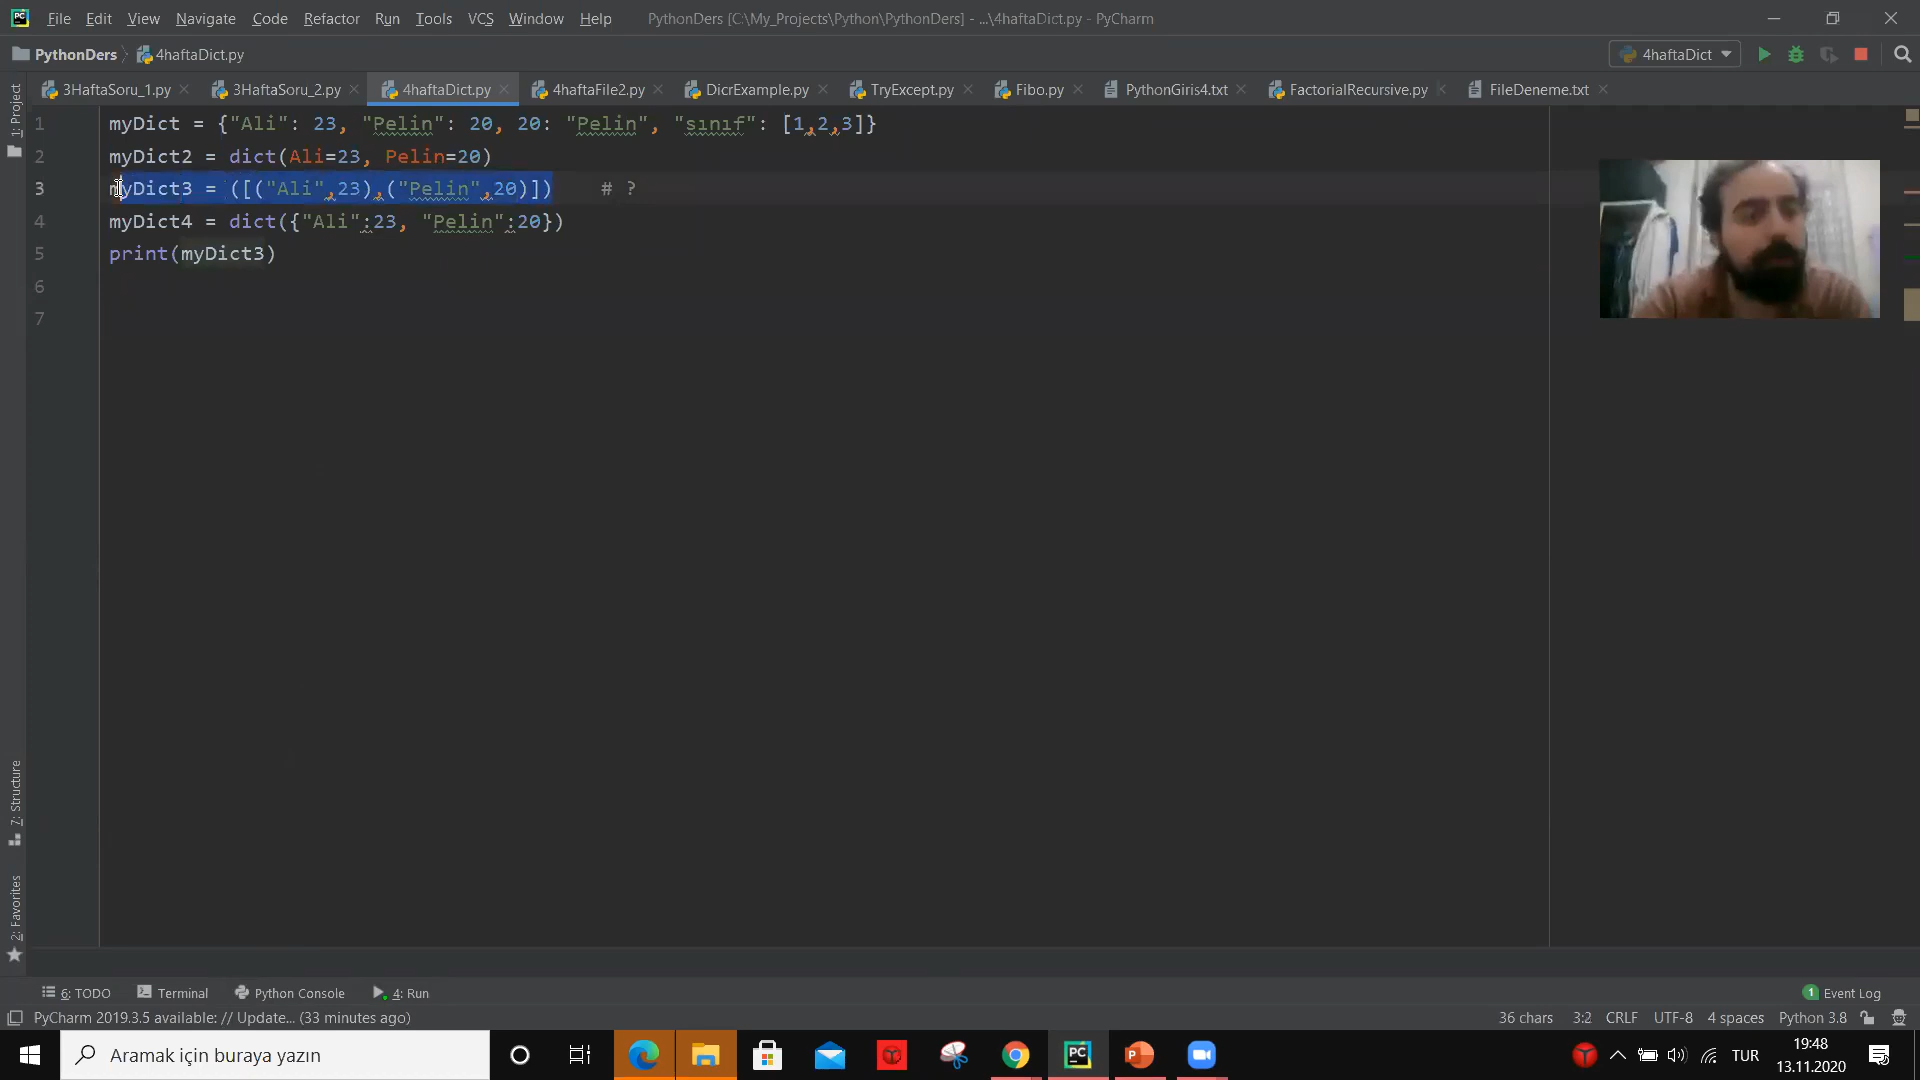 PC File Edit View Navigate Code Refactor Run Tools VCS Window Help PythonDers [C:\My_Projects\Python\PythonDers] - ...\4haftaDict.py - PyCharm
PythonDers 4haftaDict.py 4haftaDict
3HaftaSoru_1.py 3HaftaSoru_2.py 4haftaDict.py 4haftaFile2.py DicrExample.py TryExcept.py Fibo.py PythonGiris4.txt FactorialRecursive.py FileDeneme.txt
1: Project
1 myDict = {"Ali": 23, "Pelin": 20, 20: "Pelin", "sınıf": [1,2,3]}
2 myDict2 = dict(Ali=23, Pelin=20)
3 myDict3 = ([("Ali",23),("Pelin",20)]) # ?
4 myDict4 = dict({"Ali":23, "Pelin":20})
5 print(myDict3)
6
7
7: Structure
2: Favorites
6: TODO Terminal Python Console 4: Run 1 Event Log
PyCharm 2019.3.5 available: // Update... (33 minutes ago) 36 chars 3:2 CRLF UTF-8 4 spaces Python 3.8
Aramak için buraya yazın PC P TUR 19:48
13.11.2020